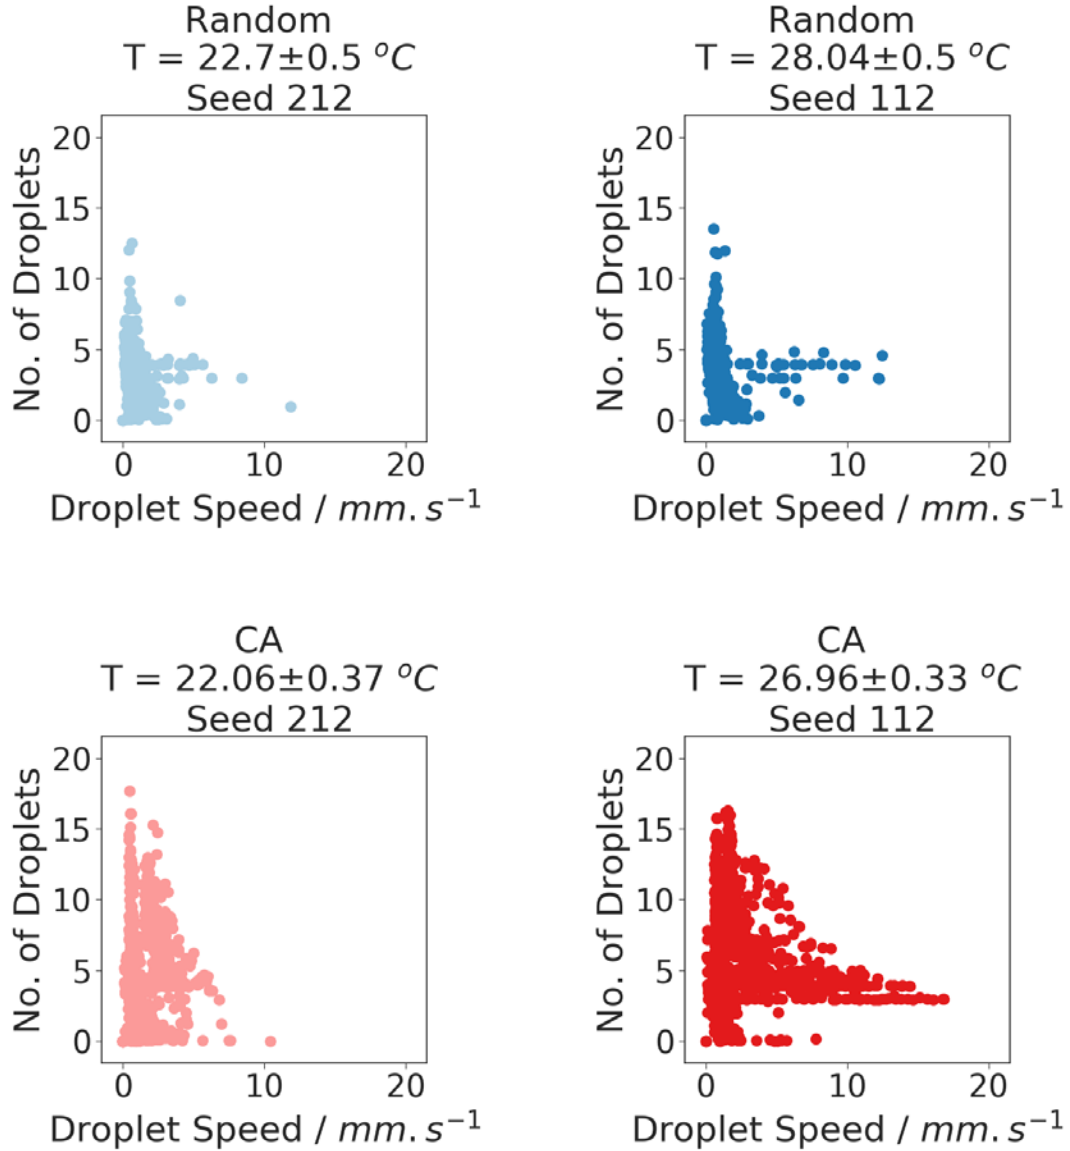 Random
T = 22.7±0.5 °C
Seed 212
20
15
10
5
0
No. of Droplets
0 10 20
Droplet Speed / mm.s⁻¹
Random
T = 28.04±0.5 °C
Seed 112
20
15
10
5
0
No. of Droplets
0 10 20
Droplet Speed / mm.s⁻¹
CA
T = 22.06±0.37 °C
Seed 212
20
15
10
5
0
No. of Droplets
0 10 20
Droplet Speed / mm.s⁻¹
CA
T = 26.96±0.33 °C
Seed 112
20
15
10
5
0
No. of Droplets
0 10 20
Droplet Speed / mm.s⁻¹